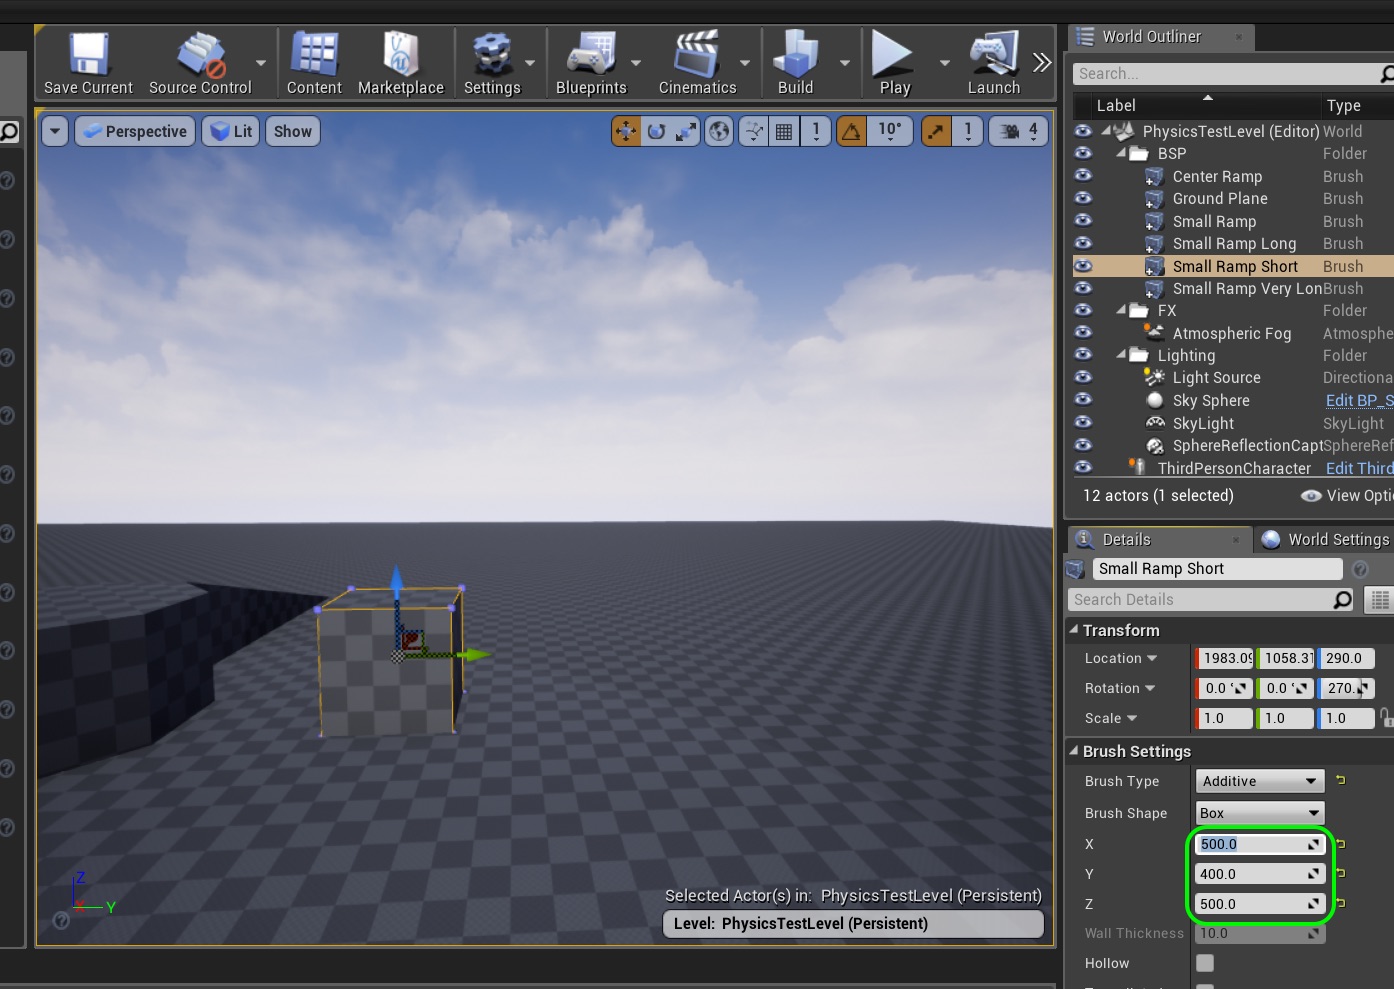 Save Current Source Control Content Marketplace Settings Blueprints Cinematics Build Play Launch
Perspective Lit Show 1 10° 1 4
Selected Actor(s) in: PhysicsTestLevel (Persistent)
Level: PhysicsTestLevel (Persistent)
Z
X Y
World Outliner
Search...
Label Type
PhysicsTestLevel (Editor) World
BSP Folder
Center Ramp Brush
Ground Plane Brush
Small Ramp Brush
Small Ramp Long Brush
Small Ramp Short Brush
Small Ramp Very Lon Brush
FX Folder
Atmospheric Fog Atmosphe
Lighting Folder
Light Source Directiona
Sky Sphere Edit BP_S
SkyLight SkyLight
SphereReflectionCapt SphereRef
ThirdPersonCharacter Edit Third
12 actors (1 selected) View Opti
Details World Settings
Small Ramp Short
Search Details
Transform
Location 1983.09 1058.31 290.0
Rotation 0.0 ° 0.0 ° 270.
Scale 1.0 1.0 1.0
Brush Settings
Brush Type Additive
Brush Shape Box
X 500.0
Y 400.0
Z 500.0
Wall Thickness 10.0
Hollow